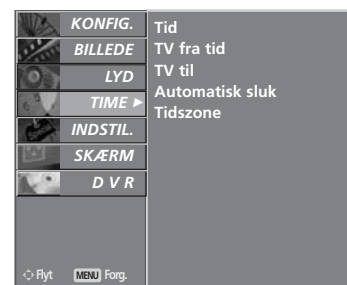 KONFIG.
BILLEDE
LYD
TIME ►
INDSTIL.
SKÆRM
D V R
Flyt MENU Forg.
Tid
TV fra tid
TV til
Automatisk sluk
Tidszone